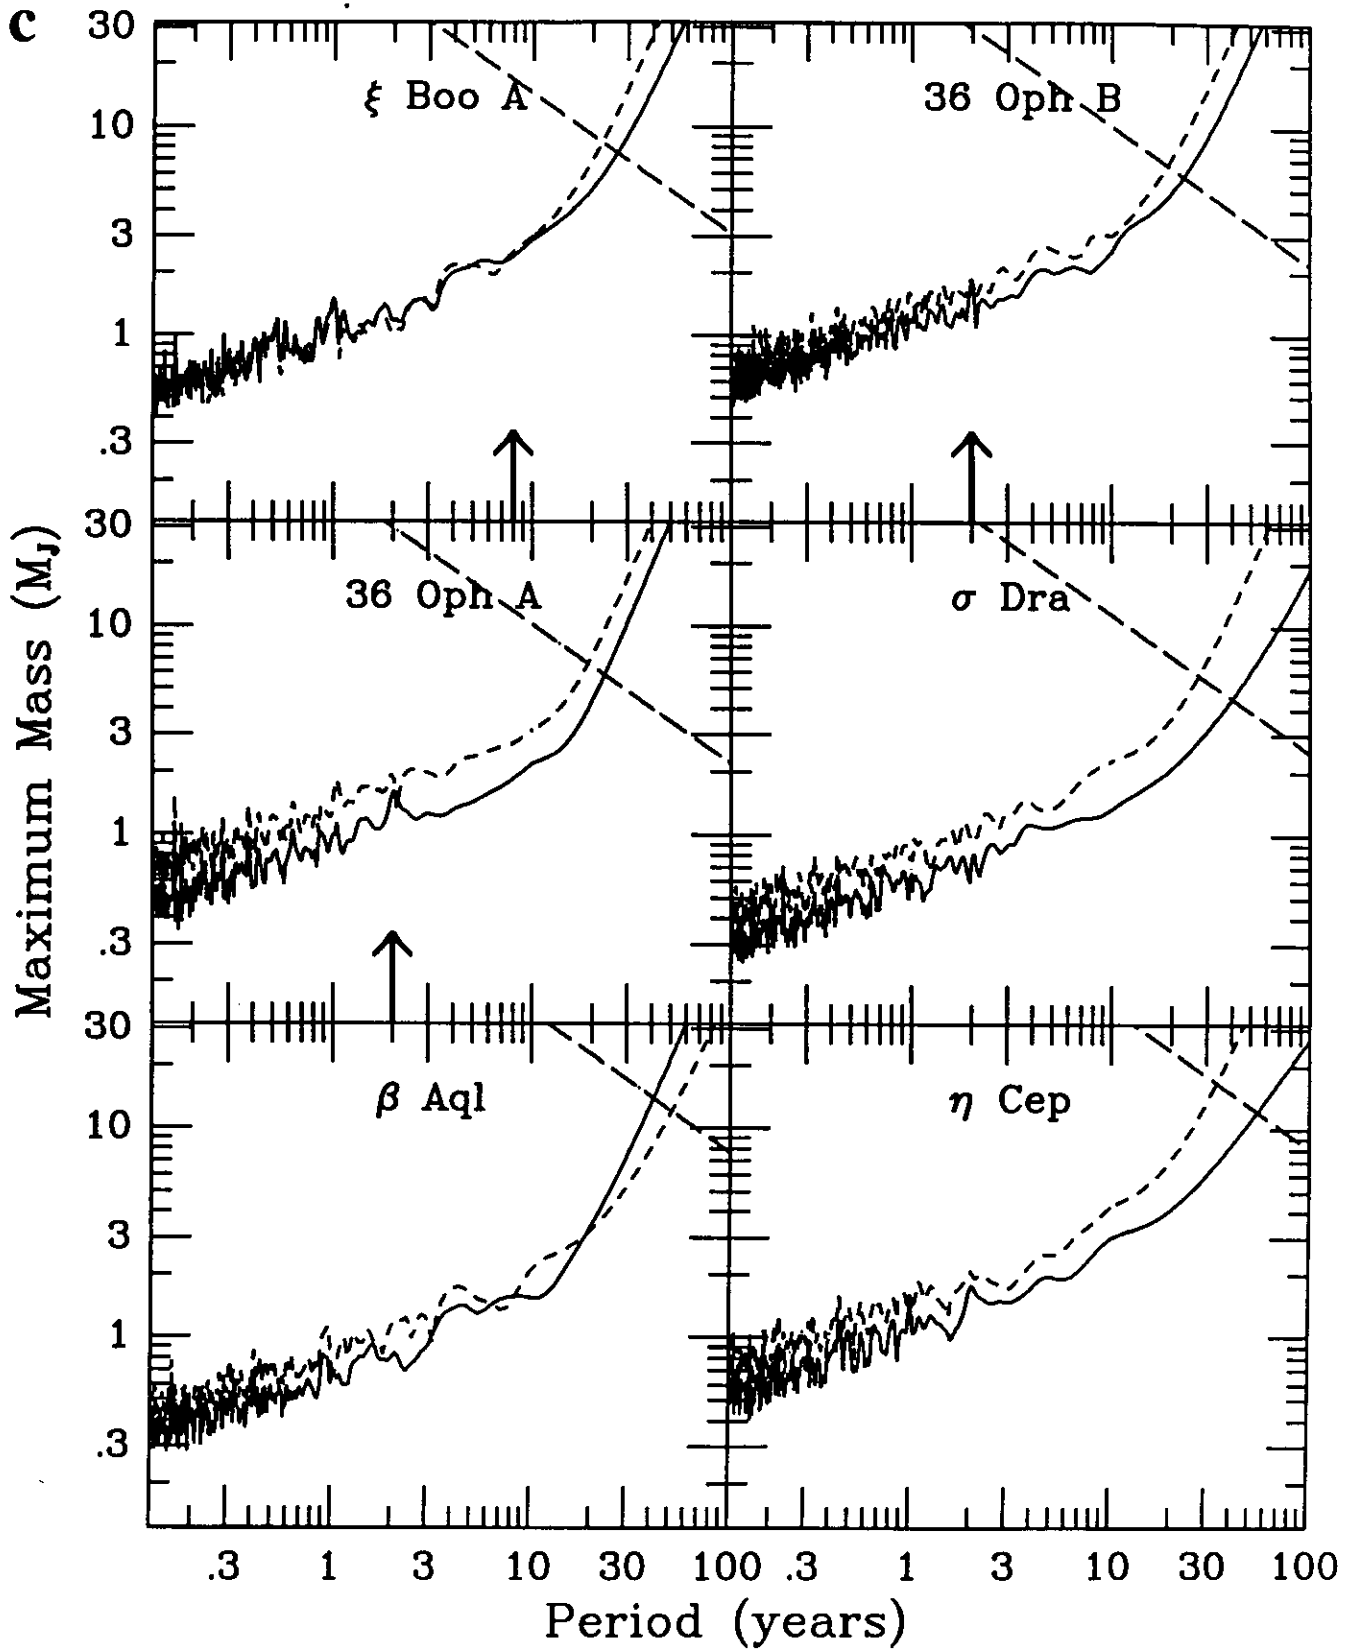 c
30
10
3
1
.3
ξ Boo A
36 Oph B
30
10
3
1
.3
36 Oph A
σ Dra
30
10
3
1
.3
β Aql
η Cep
.3 1 3 10 30 100 .3 1 3 10 30 100
Period (years)
Maximum Mass (MJ)